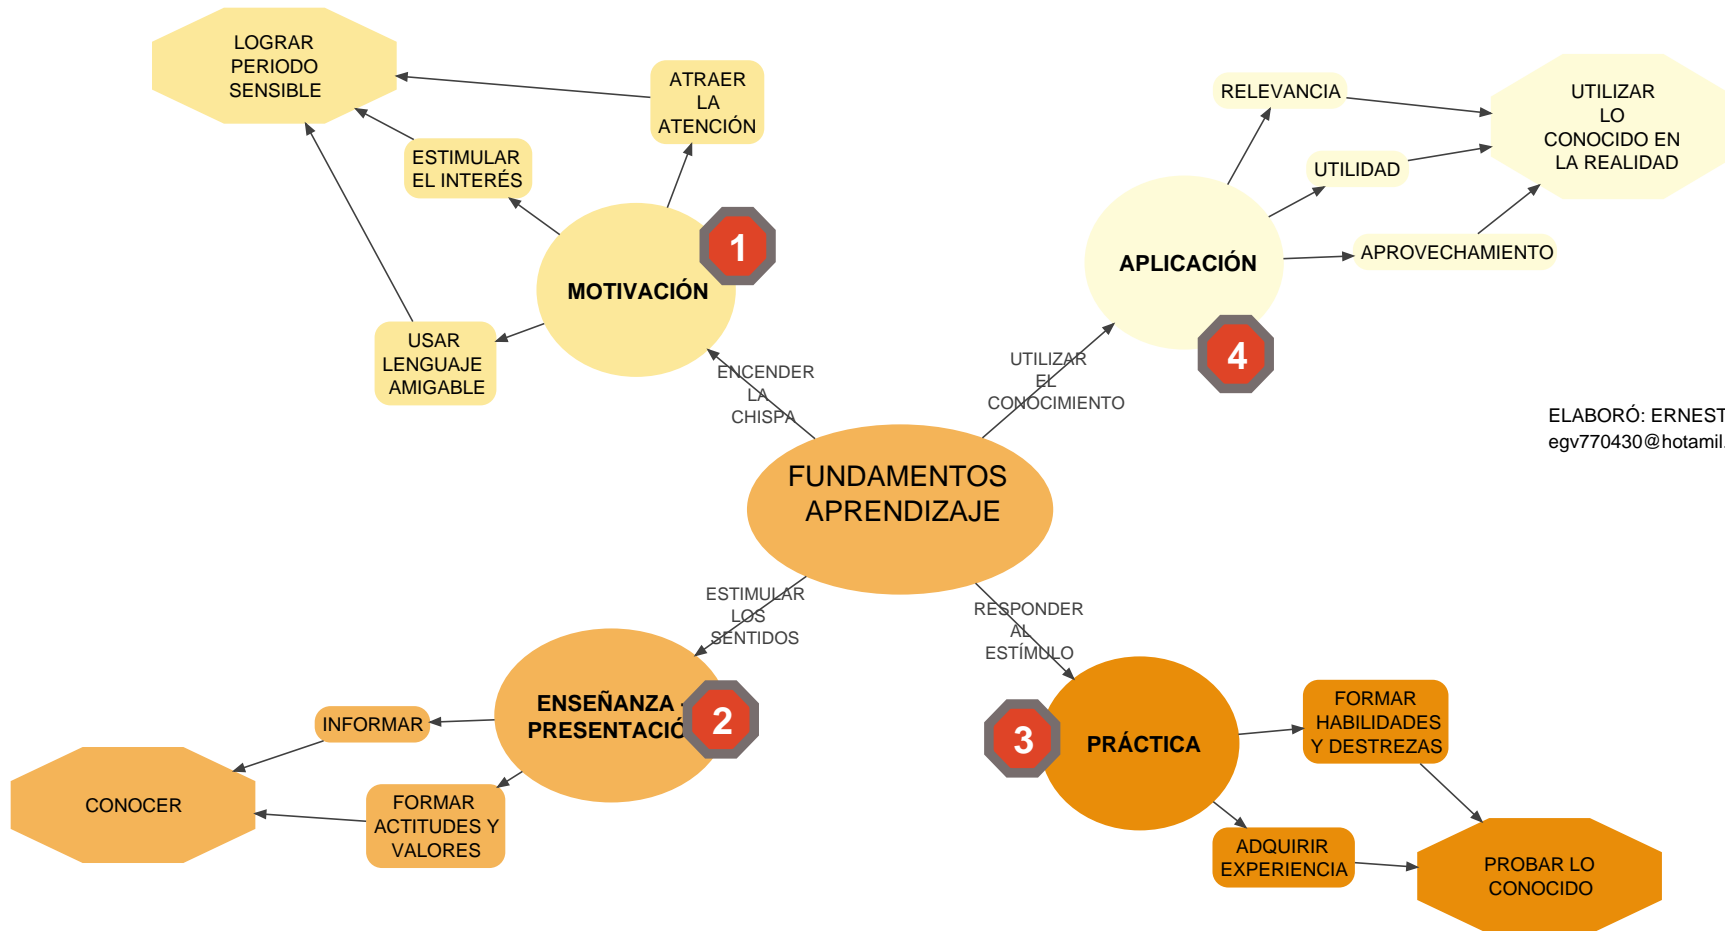 LOGRAR
PERIODO
SENSIBLE
ATRAER
LA
ATENCIÓN
ESTIMULAR
EL INTERÉS
USAR
LENGUAJE
AMIGABLE
1
MOTIVACIÓN
ENCENDER
LA
CHISPA
RELEVANCIA
UTILIDAD
APROVECHAMIENTO
UTILIZAR
LO
CONOCIDO EN
LA REALIDAD
APLICACIÓN
4
UTILIZAR
EL
CONOCIMIENTO
ELABORÓ: ERNEST
egv770430@hotamil.
FUNDAMENTOS
APRENDIZAJE
ESTIMULAR
LOS
SENTIDOS
RESPONDER
AL
ESTÍMULO
ENSEÑANZA -
PRESENTACIÓN
2
INFORMAR
FORMAR
ACTITUDES Y
VALORES
CONOCER
3
PRÁCTICA
FORMAR
HABILIDADES
Y DESTREZAS
ADQUIRIR
EXPERIENCIA
PROBAR LO
CONOCIDO